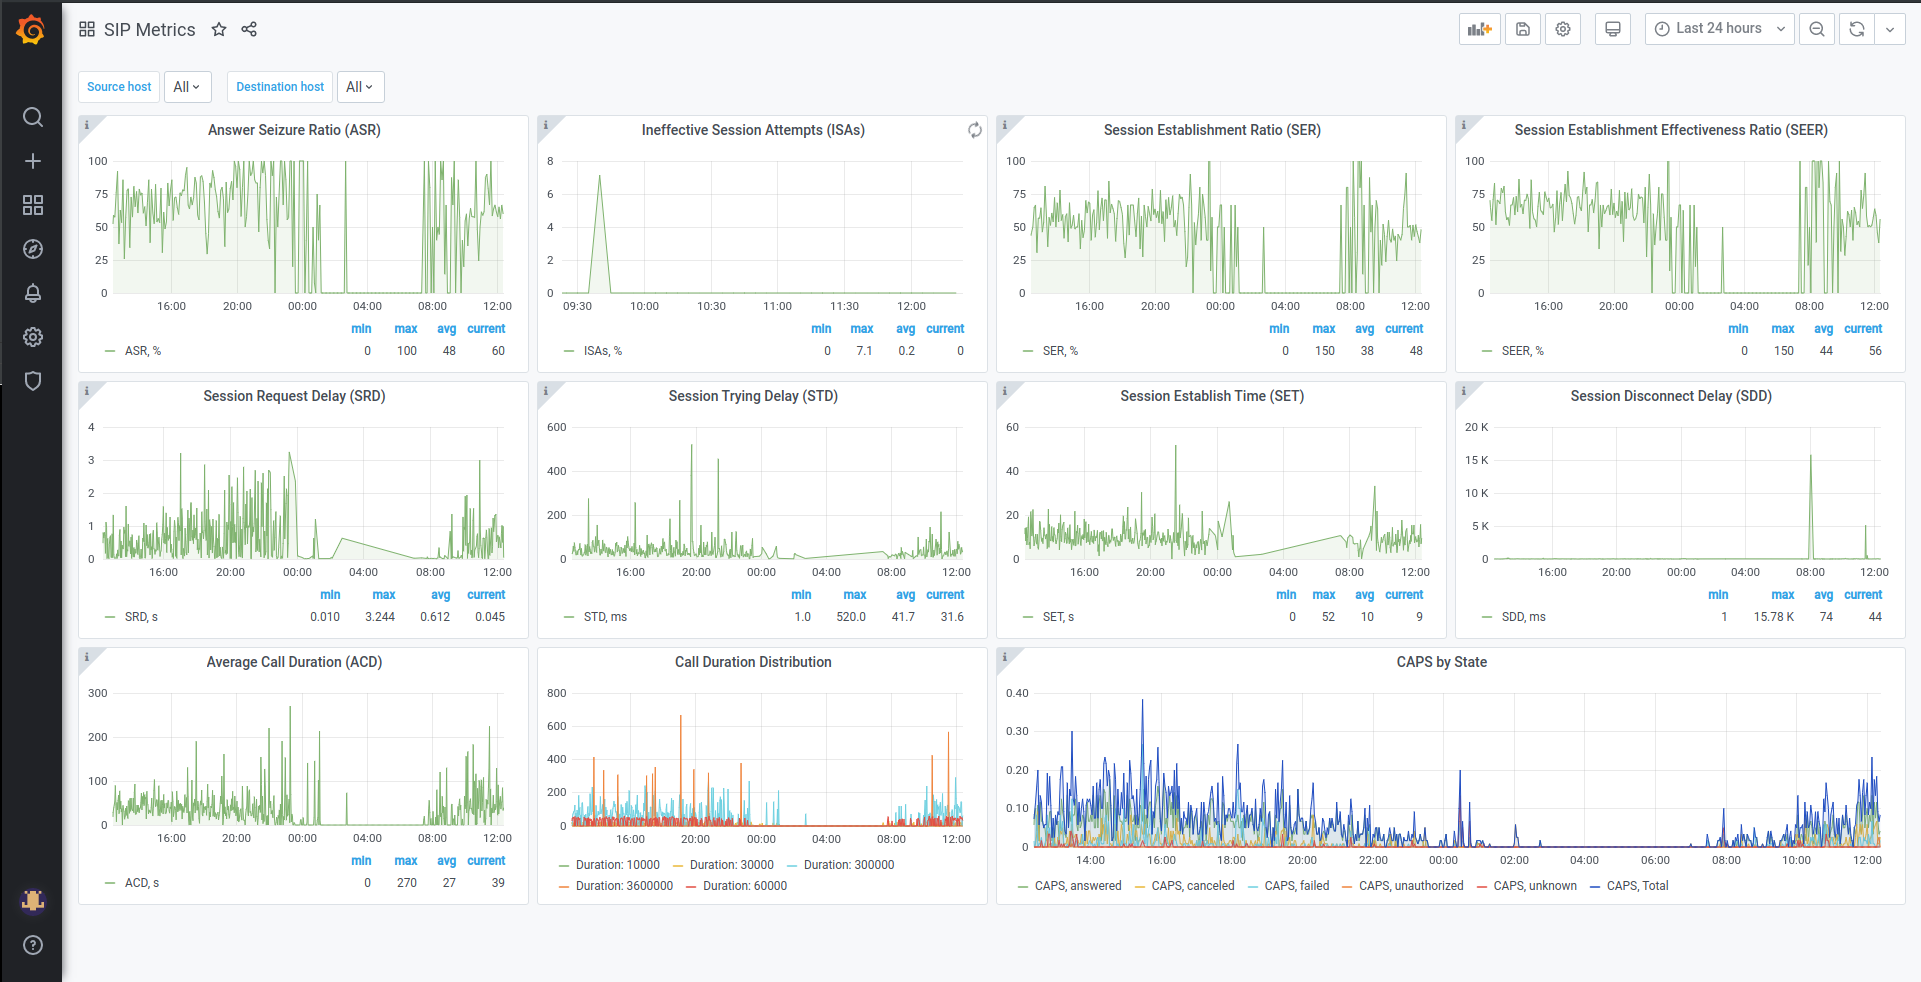 SIP Metrics
Last 24 hours
Source host All Destination host All
Answer Seizure Ratio (ASR)
100
75
50
25
0
16:00 20:00 00:00 04:00 08:00 12:00
min max avg current
ASR, % 0 100 48 60
Ineffective Session Attempts (ISAs)
8
6
4
2
0
09:30 10:00 10:30 11:00 11:30 12:00
min max avg current
ISAs, % 0 7.1 0.2 0
Session Establishment Ratio (SER)
100
75
50
25
0
16:00 20:00 00:00 04:00 08:00 12:00
min max avg current
SER, % 0 150 38 48
Session Establishment Effectiveness Ratio (SEER)
100
75
50
25
0
16:00 20:00 00:00 04:00 08:00 12:00
min max avg current
SEER, % 0 150 44 56
Session Request Delay (SRD)
4
3
2
1
0
16:00 20:00 00:00 04:00 08:00 12:00
min max avg current
SRD, s 0.010 3.244 0.612 0.045
Session Trying Delay (STD)
600
400
200
0
16:00 20:00 00:00 04:00 08:00 12:00
min max avg current
STD, ms 1.0 520.0 41.7 31.6
Session Establish Time (SET)
60
40
20
0
16:00 20:00 00:00 04:00 08:00 12:00
min max avg current
SET, s 0 52 10 9
Session Disconnect Delay (SDD)
20 K
15 K
10 K
5 K
0
16:00 20:00 00:00 04:00 08:00 12:00
min max avg current
SDD, ms 1 15.78 K 74 44
Average Call Duration (ACD)
300
200
100
0
16:00 20:00 00:00 04:00 08:00 12:00
min max avg current
ACD, s 0 270 27 39
Call Duration Distribution
800
600
400
200
0
16:00 20:00 00:00 04:00 08:00 12:00
Duration: 10000 Duration: 30000 Duration: 300000
Duration: 3600000 Duration: 60000
CAPS by State
0.40
0.30
0.20
0.10
0
14:00 16:00 18:00 20:00 22:00 00:00 02:00 04:00 06:00 08:00 10:00 12:00
CAPS, answered CAPS, canceled CAPS, failed CAPS, unauthorized CAPS, unknown CAPS, Total